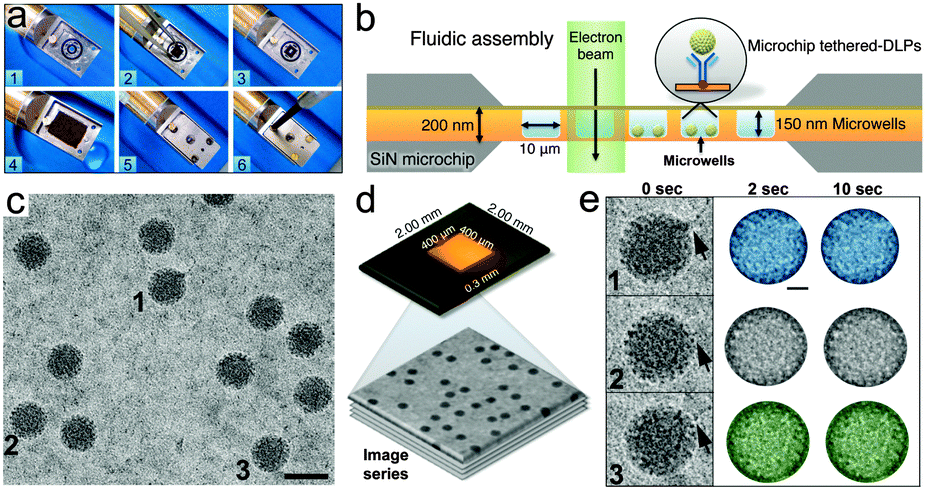 a
1
2
3
4
5
6
b
Fluidic assembly
Electron
beam
Microchip tethered-DLPs
200 nm
10 µm
150 nm Microwells
SiN microchip
Microwells
c
1
2
3
d
2.00 mm
2.00 mm
400 µm
400 µm
0.3 mm
Image
series
e
0 sec
2 sec
10 sec
1
2
3